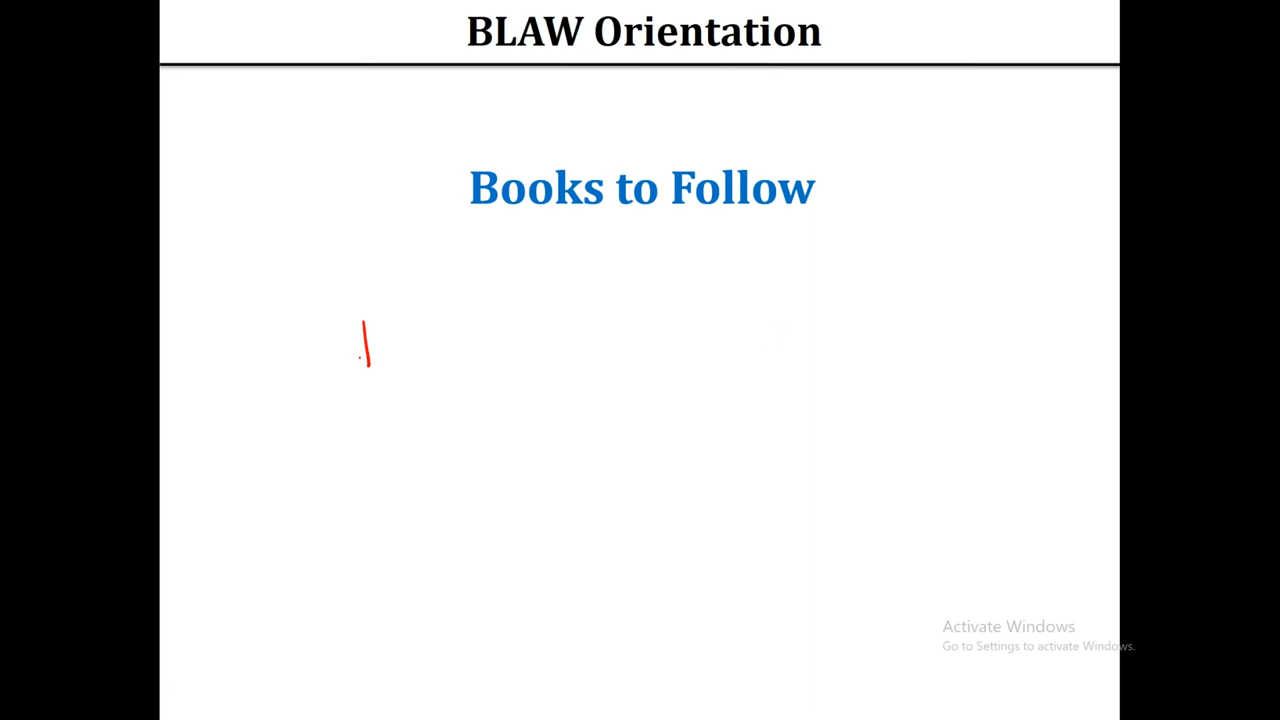 BLAW Orientation
Books to Follow
Activate Windows
Go to Settings to activate Windows.